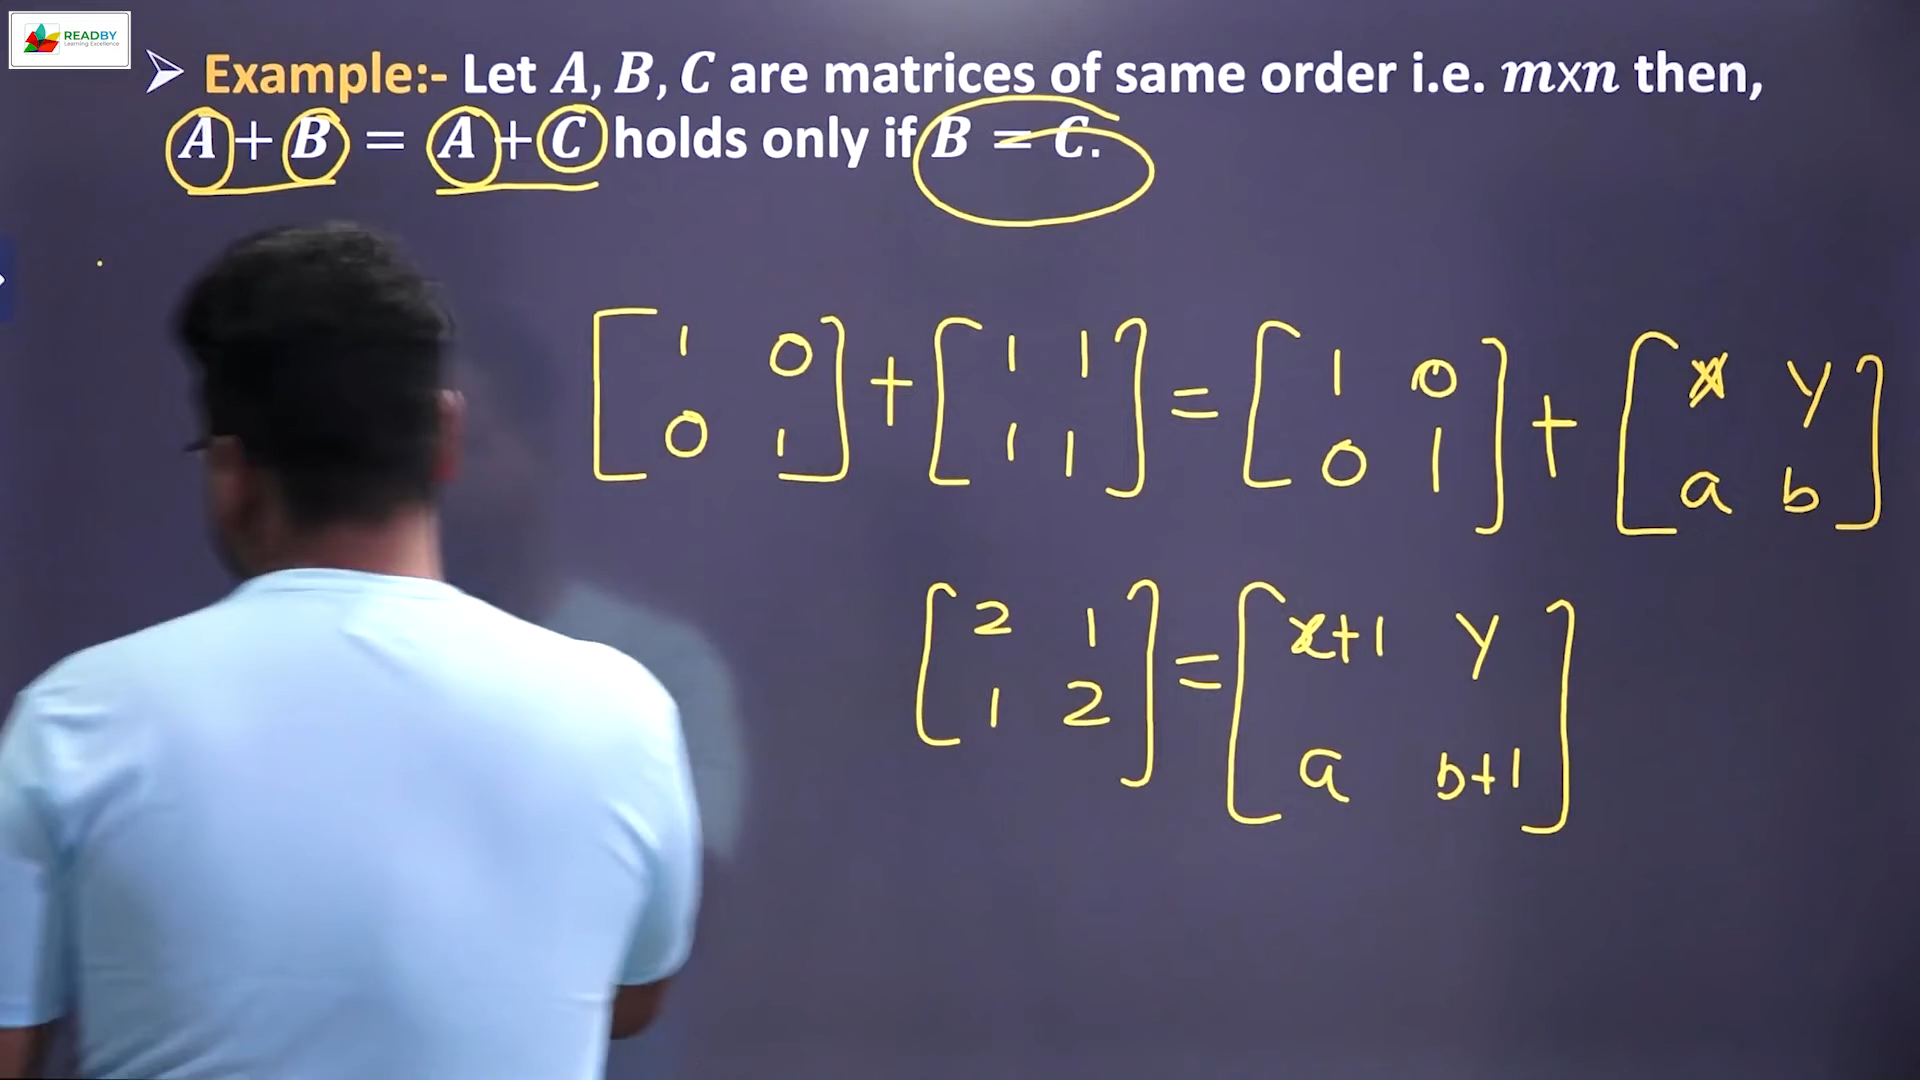 READBY
Learning Excellence
➤ Example:- Let A, B, C are matrices of same order i.e. mxn then,
A + B = A + C holds only if B = C.
[1 0] + [1 1] = [1 0] + [x y]
[0 1] [1 1] [0 1] [a b]
[2 1] = [x+1 y]
[1 2] [a b+1]